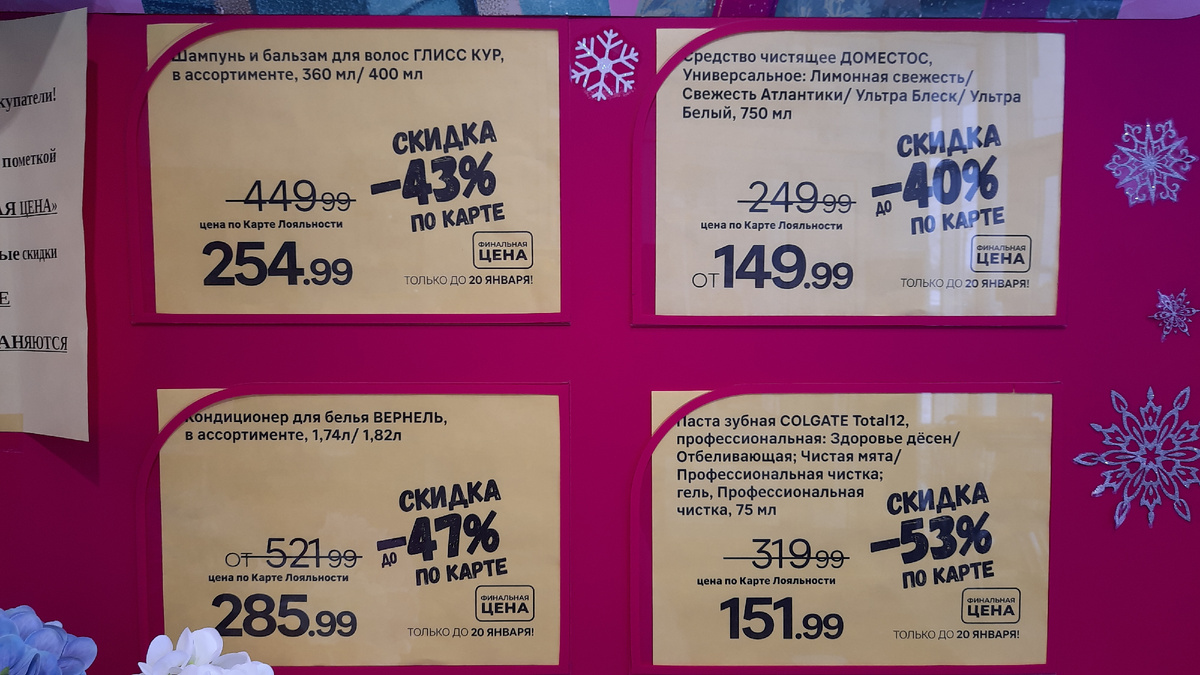 купатели!
пометкой
АЯ ЦЕНА»
ые скидки
Е
АНЯЮТСЯ
Шампунь и бальзам для волос ГЛИСС КУР,
в ассортименте, 360 мл/ 400 мл
СКИДКА
-43%
ПО КАРТЕ
449.99
цена по Карте Лояльности
254.99
ФИНАЛЬНАЯ
ЦЕНА
ТОЛЬКО ДО 20 ЯНВАРЯ!
Средство чистящее ДОМЕСТОС,
Универсальное: Лимонная свежесть/
Свежесть Атлантики/ Ультра Блеск/ Ультра
Белый, 750 мл
СКИДКА
ДО -40%
ПО КАРТЕ
249.99
цена по Карте Лояльности
ОТ 149.99
ФИНАЛЬНАЯ
ЦЕНА
ТОЛЬКО ДО 20 ЯНВАРЯ!
Кондиционер для белья ВЕРНЕЛЬ,
в ассортименте, 1,74л/ 1,82л
СКИДКА
ДО -47%
ПО КАРТЕ
ОТ 521.99
цена по Карте Лояльности
285.99
ФИНАЛЬНАЯ
ЦЕНА
ТОЛЬКО ДО 20 ЯНВАРЯ!
Паста зубная COLGATE Total12,
профессиональная: Здоровье дёсен/
Отбеливающая; Чистая мята/
Профессиональная чистка;
гель, Профессиональная
чистка, 75 мл
СКИДКА
-53%
ПО КАРТЕ
319.99
цена по Карте Лояльности
151.99
ФИНАЛЬНАЯ
ЦЕНА
ТОЛЬКО ДО 20 ЯНВАРЯ!